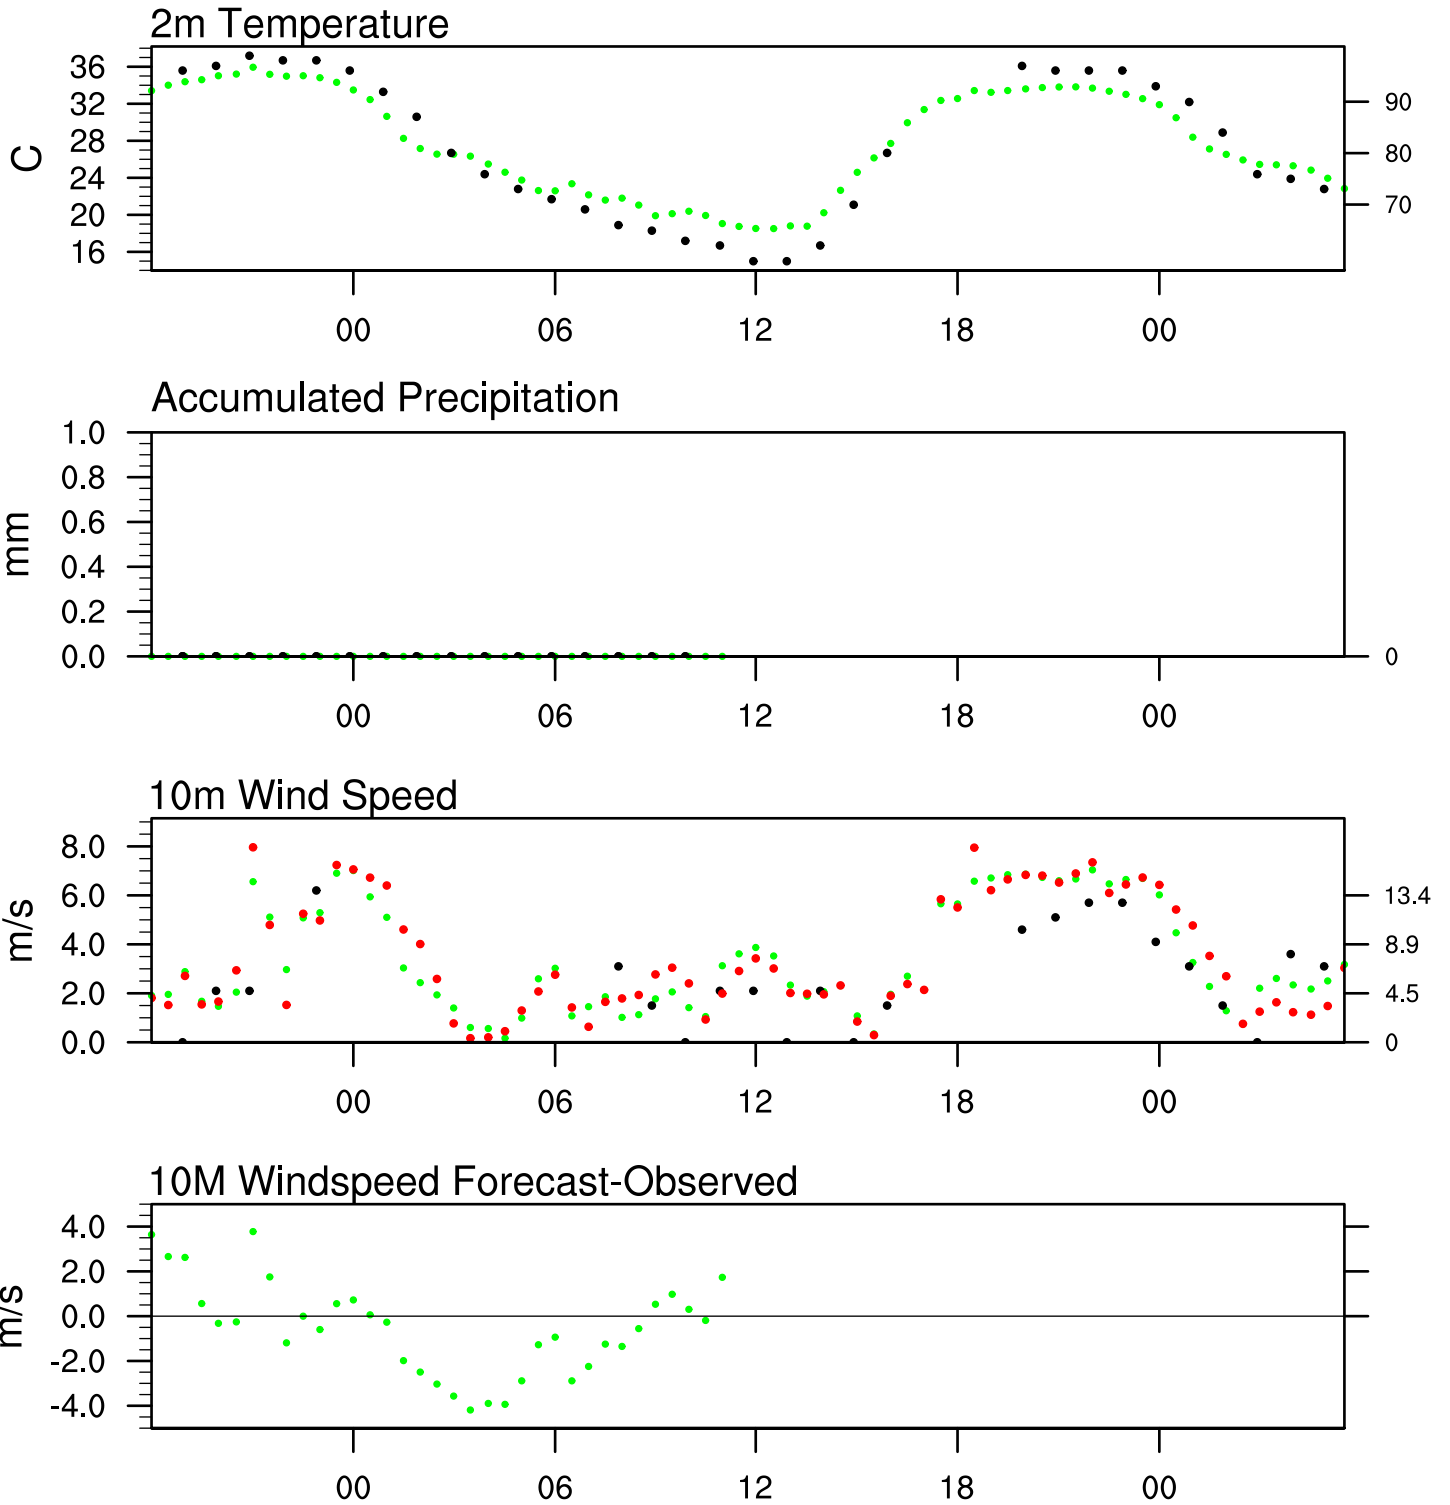 2m Temperature
36
32
28
24
20
16
C
90
80
70
00 06 12 18 00
Accumulated Precipitation
1.0
0.8
0.6
0.4
0.2
0.0
mm
0
00 06 12 18 00
10m Wind Speed
8.0
6.0
4.0
2.0
0.0
m/s
13.4
8.9
4.5
0
00 06 12 18 00
10M Windspeed Forecast-Observed
4.0
2.0
0.0
-2.0
-4.0
m/s
00 06 12 18 00